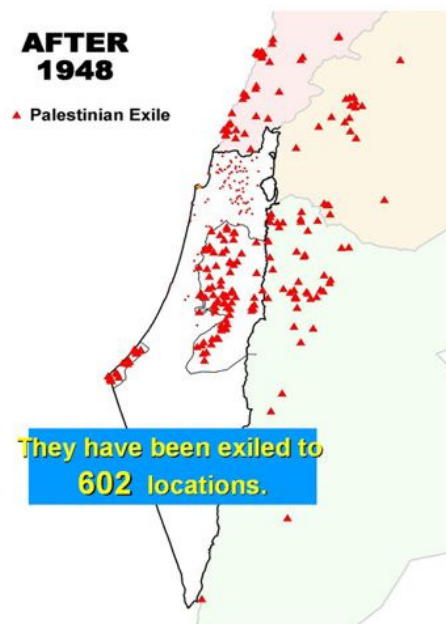 AFTER
1948
Palestinian Exile
They have been exiled to
602 locations.